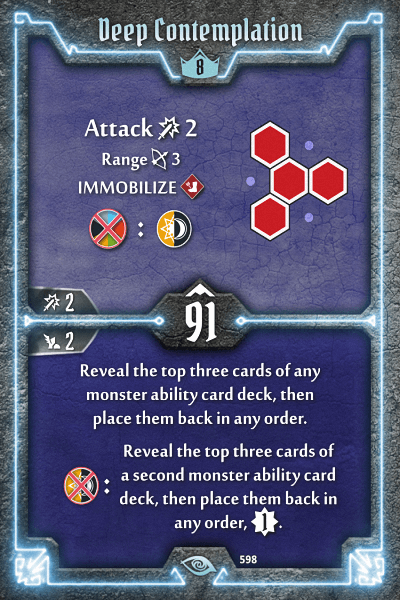 Deep Contemplation
8
Attack 2
Range 3
IMMOBILIZE
:
2
91
2
Reveal the top three cards of any
monster ability card deck, then
place them back in any order.
Reveal the top three cards of
: a second monster ability card
deck, then place them back in
any order, 1.
598